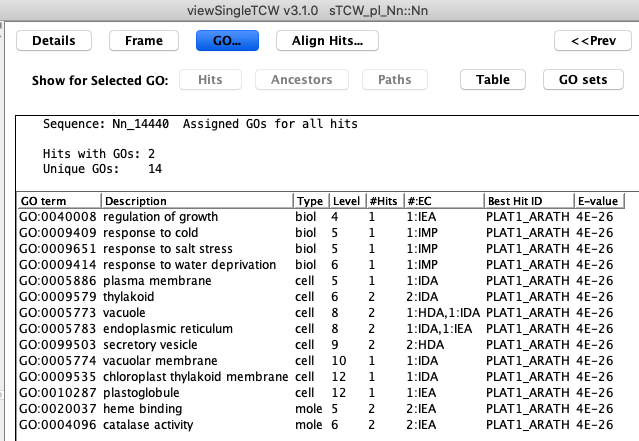 viewSingleTCW v3.1.0 sTCW_pl_Nn::Nn
Details Frame GO... Align Hits... <<Prev
Show for Selected GO: Hits Ancestors Paths Table GO sets
Sequence: Nn_14440 Assigned GOs for all hits
Hits with GOs: 2
Unique GOs: 14
GO term Description Type Level #Hits #:EC Best Hit ID E-value
GO:0040008 regulation of growth biol 4 1 1:IEA PLAT1_ARATH 4E-26
GO:0009409 response to cold biol 5 1 1:IMP PLAT1_ARATH 4E-26
GO:0009651 response to salt stress biol 5 1 1:IMP PLAT1_ARATH 4E-26
GO:0009414 response to water deprivation biol 6 1 1:IMP PLAT1_ARATH 4E-26
GO:0005886 plasma membrane cell 5 1 1:IDA PLAT1_ARATH 4E-26
GO:0009579 thylakoid cell 6 2 2:IDA PLAT1_ARATH 4E-26
GO:0005773 vacuole cell 8 2 1:HDA,1:IDA PLAT1_ARATH 4E-26
GO:0005783 endoplasmic reticulum cell 8 2 1:IDA,1:IEA PLAT1_ARATH 4E-26
GO:0099503 secretory vesicle cell 9 2 2:HDA PLAT1_ARATH 4E-26
GO:0005774 vacuolar membrane cell 10 1 1:IDA PLAT1_ARATH 4E-26
GO:0009535 chloroplast thylakoid membrane cell 12 1 1:IDA PLAT1_ARATH 4E-26
GO:0010287 plastoglobule cell 12 1 1:IEA PLAT1_ARATH 4E-26
GO:0020037 heme binding mole 5 2 2:IEA PLAT1_ARATH 4E-26
GO:0004096 catalase activity mole 6 2 2:IEA PLAT1_ARATH 4E-26